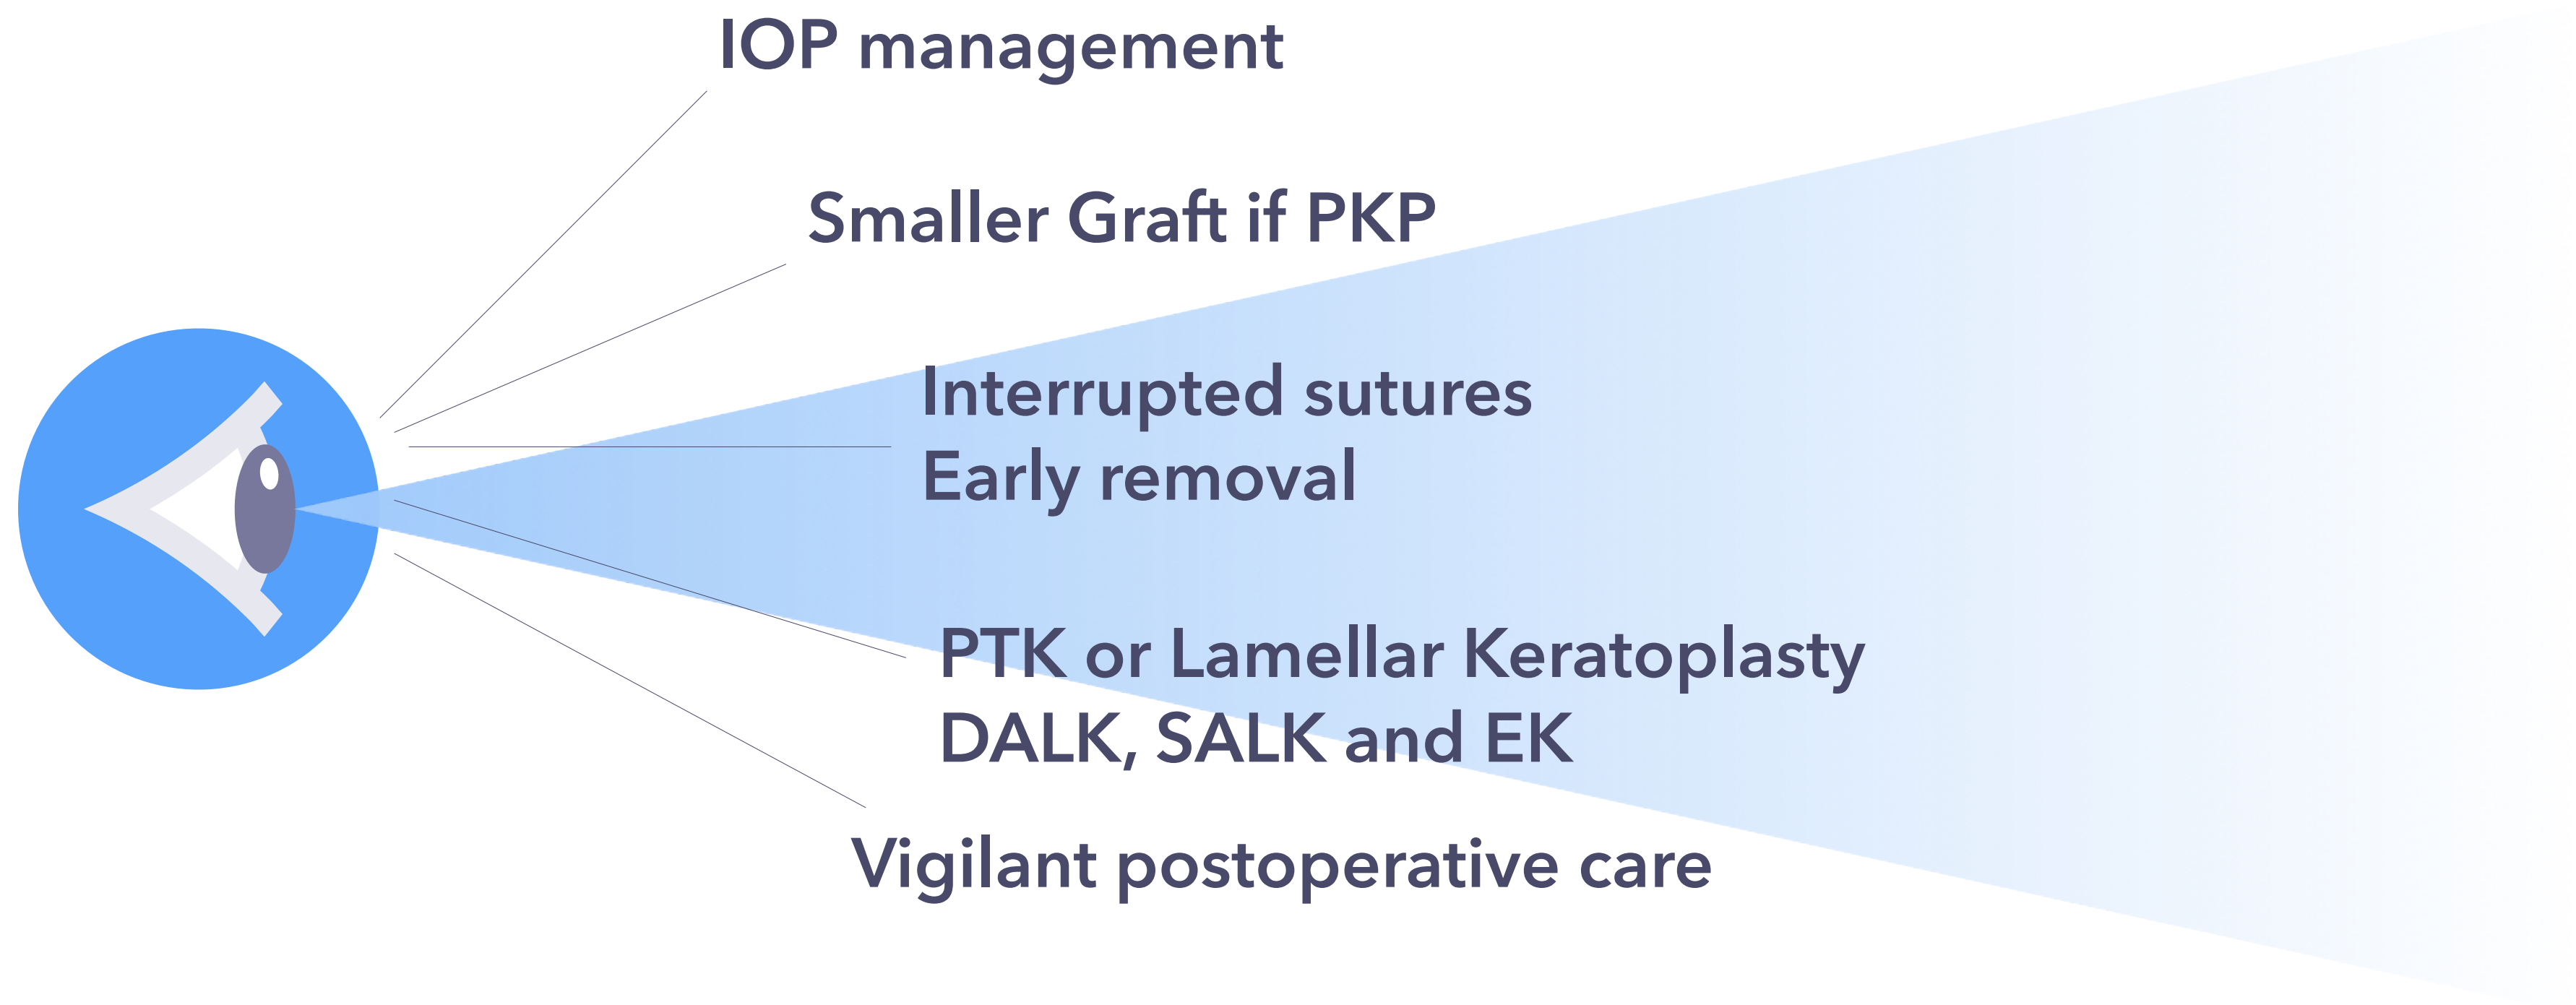 IOP management
Smaller Graft if PKP
Interrupted sutures
Early removal
PTK or Lamellar Keratoplasty
DALK, SALK and EK
Vigilant postoperative care